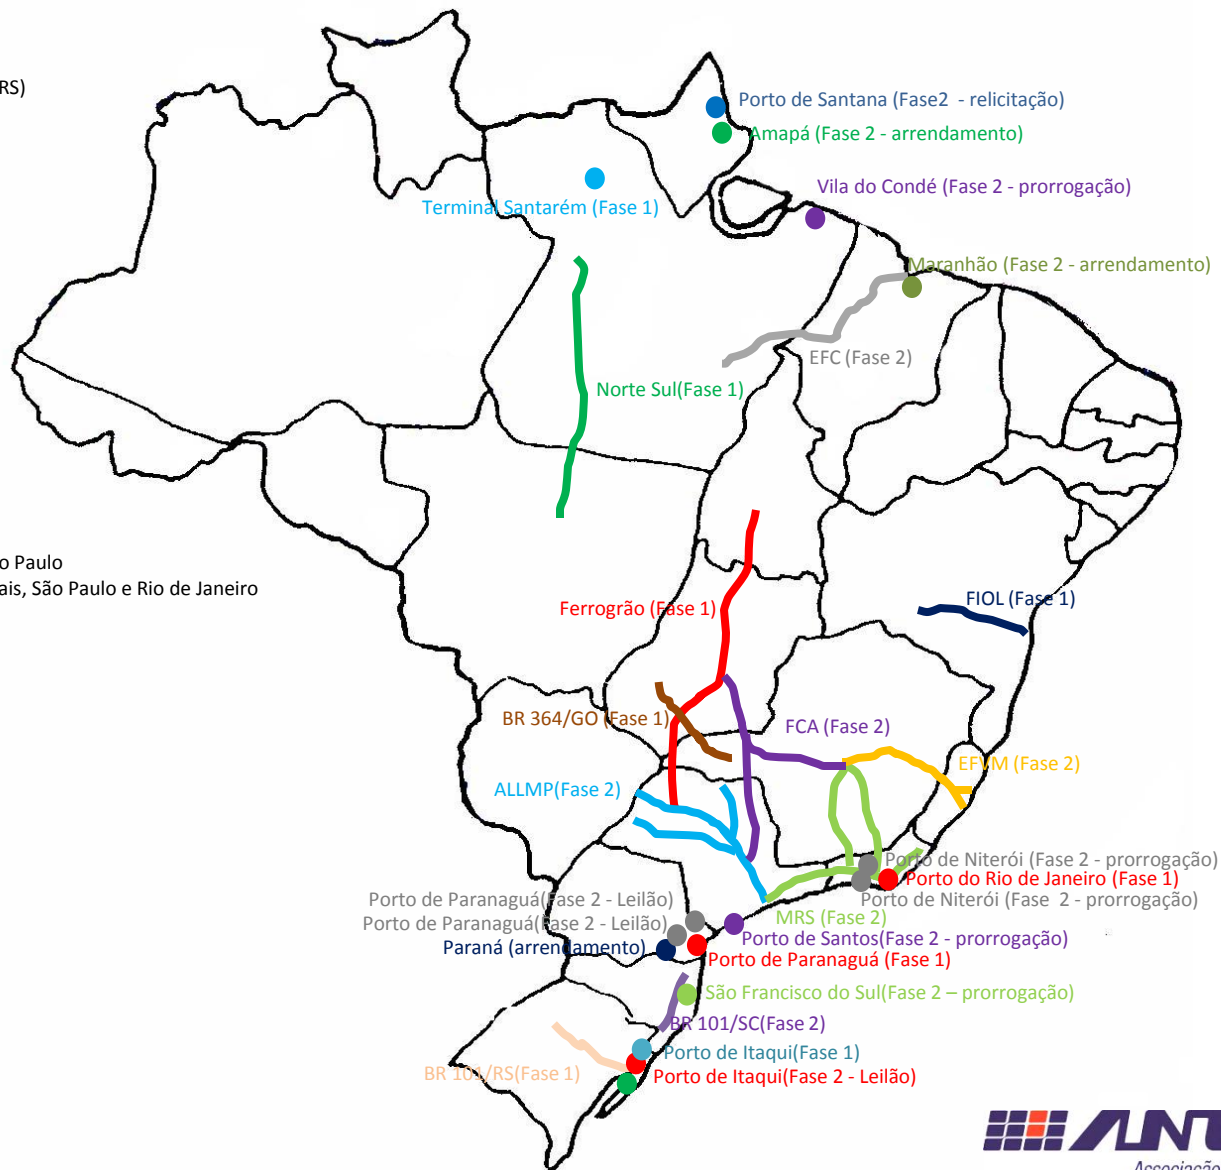 RS)
Porto de Santana (Fase2 - relicitação)
Amapá (Fase 2 - arrendamento)
Vila do Condé (Fase 2 - prorrogação)
Terminal Santarém (Fase 1)
Maranhão (Fase 2 - arrendamento)
EFC (Fase 2)
Norte Sul(Fase 1)
o Paulo
ais, São Paulo e Rio de Janeiro
FIOL (Fase 1)
Ferrogrão (Fase 1)
BR 364/GO (Fase 1)
FCA (Fase 2)
EFVM (Fase 2)
ALLMP(Fase 2)
Porto de Niterói (Fase 2 - prorrogação)
Porto do Rio de Janeiro (Fase 1)
Porto de Niterói (Fase 2 - prorrogação)
Porto de Paranaguá(Fase 2 - Leilão)
MRS (Fase 2)
Porto de Paranaguá(Fase 2 - Leilão)
Porto de Santos(Fase 2 - prorrogação)
Paraná (arrendamento)
Porto de Paranaguá (Fase 1)
São Francisco do Sul(Fase 2 – prorrogação)
BR 101/SC(Fase 2)
Porto de Itaqui(Fase 1)
BR 101/RS(Fase 1)
Porto de Itaqui(Fase 2 - Leilão)
ANT
Associação